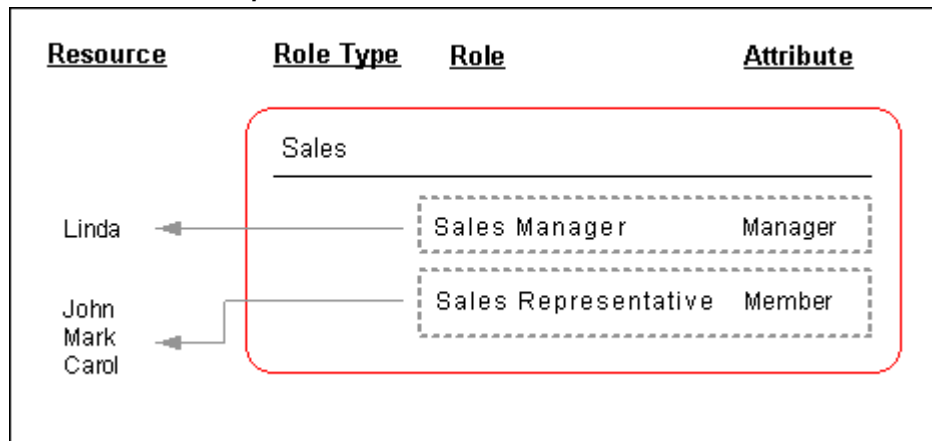 Resource Role Type Role Attribute
Sales
Linda Sales Manager Manager
John Sales Representative Member
Mark
Carol